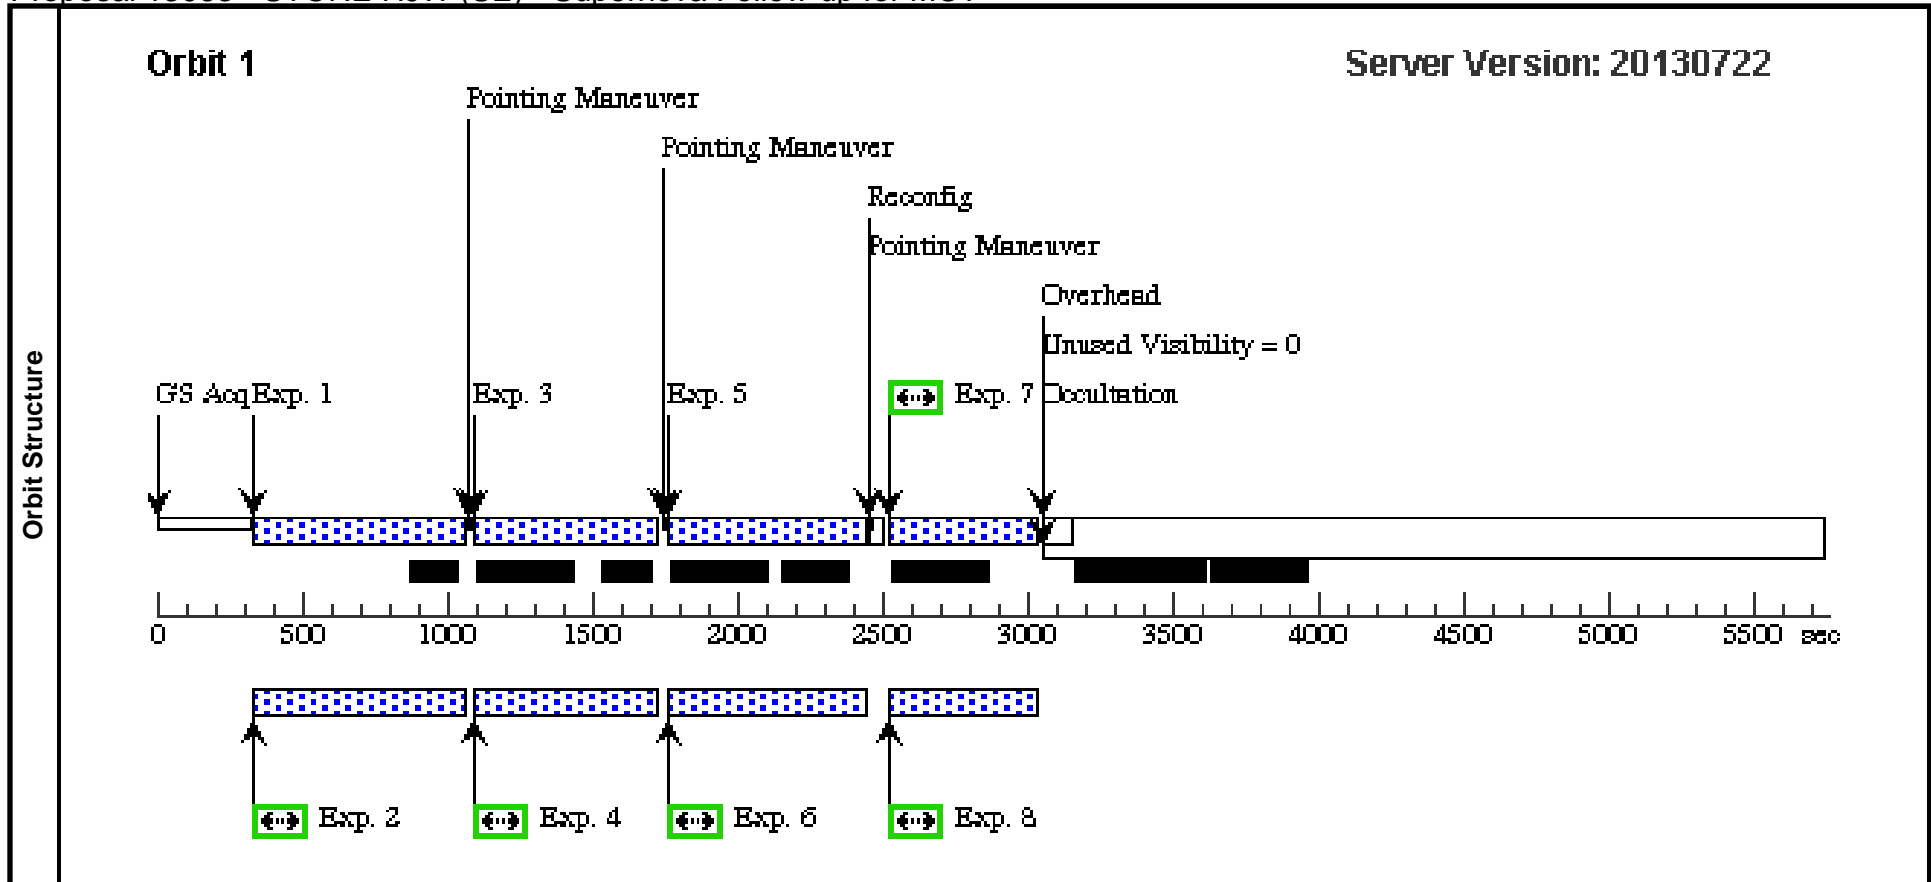 Orbit 1
Server Version: 20130722
Pointing Maneuver
Pointing Maneuver
Reconfig
Pointing Maneuver
Overhead
Unused Visibility = 0
Occultation
GS Acq
Exp. 1
Exp. 3
Exp. 5
Exp. 7
Orbit Structure
0 500 1000 1500 2000 2500 3000 3500 4000 4500 5000 5500 sec
Exp. 2
Exp. 4
Exp. 6
Exp. 8